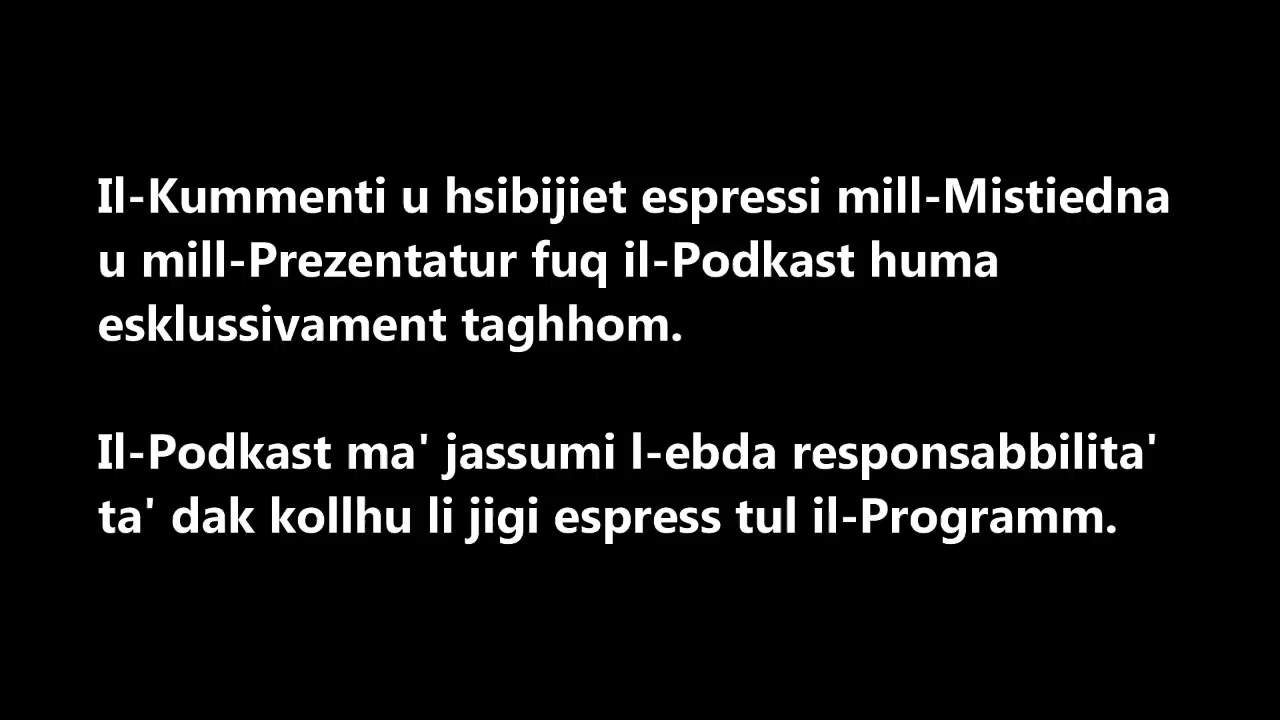 Il-Kummenti u hsibijiet espressi mill-Mistiedna
u mill-Prezentatur fuq il-Podkast huma
esklussivament taghhom.
Il-Podkast ma' jassumi l-ebda responsabbilita'
ta' dak kollhu li jigi espress tul il-Programm.